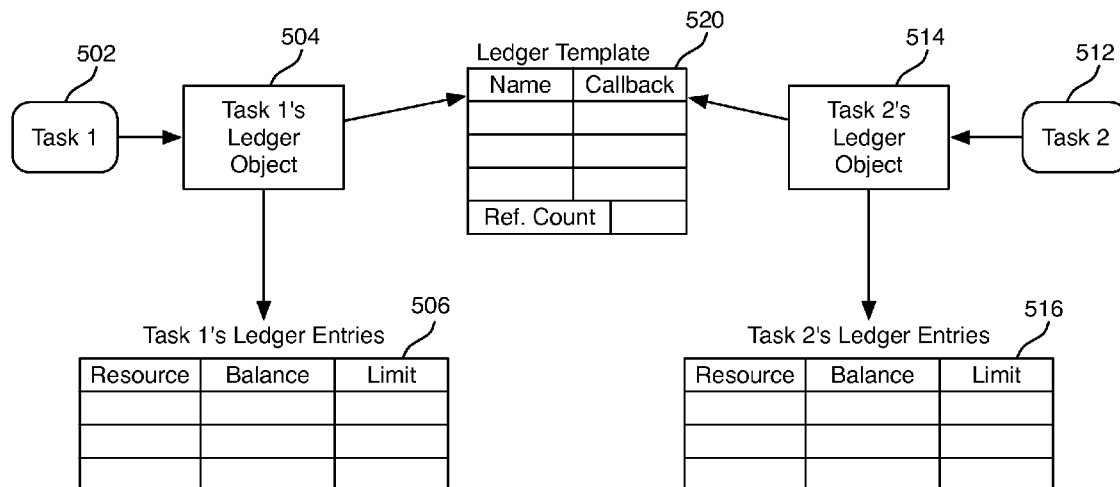 520
502
504
514
512
Ledger Template
Name Callback
Task 1
Task 1's
Ledger
Object
Task 2's
Ledger
Object
Task 2
Ref. Count
506
516
Task 1's Ledger Entries
Task 2's Ledger Entries
Resource Balance Limit
Resource Balance Limit